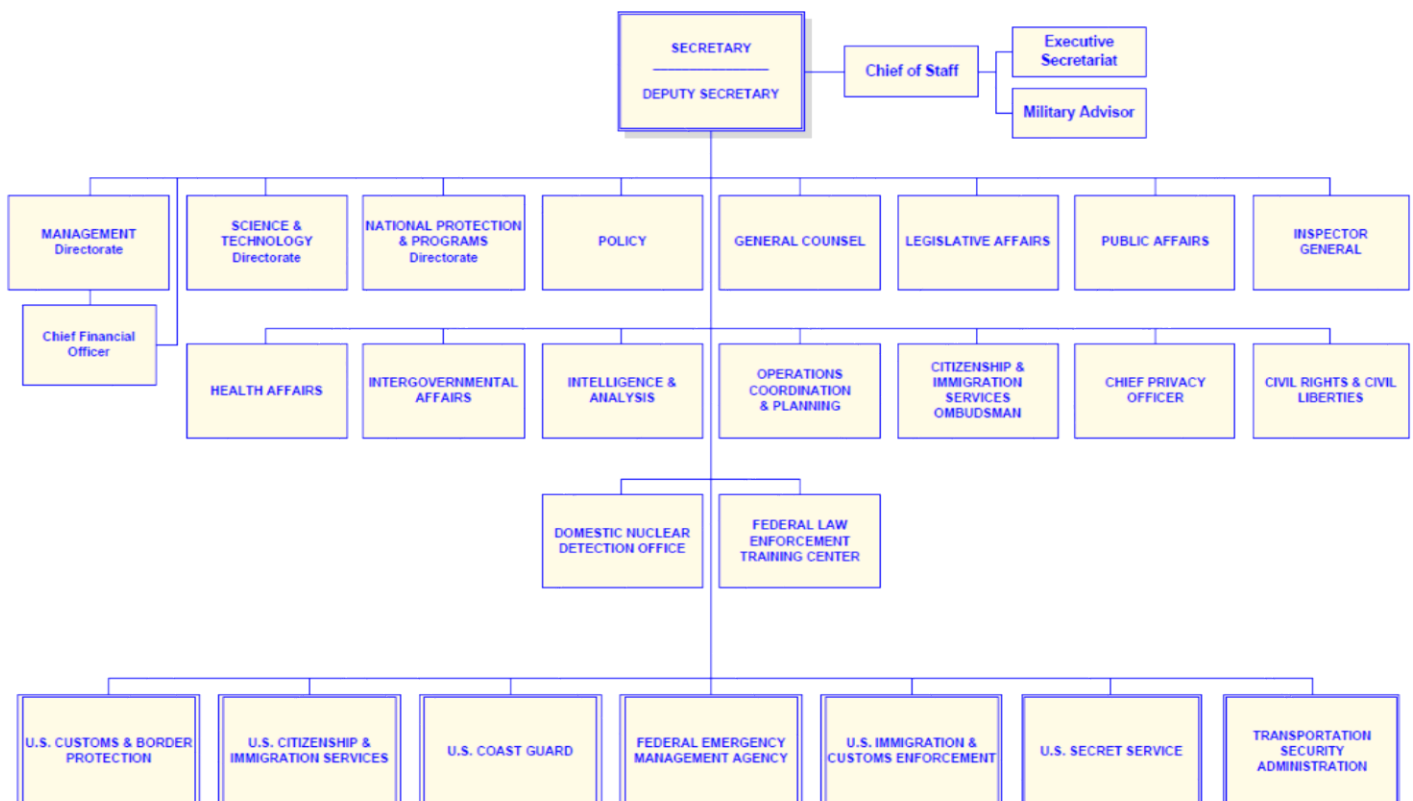 SECRETARY
DEPUTY SECRETARY
Chief of Staff
Executive
Secretariat
Military Advisor
MANAGEMENT
Directorate
SCIENCE &
TECHNOLOGY
Directorate
NATIONAL PROTECTION
& PROGRAMS
Directorate
POLICY
GENERAL COUNSEL
LEGISLATIVE AFFAIRS
PUBLIC AFFAIRS
INSPECTOR
GENERAL
Chief Financial
Officer
HEALTH AFFAIRS
INTERGOVERNMENTAL
AFFAIRS
INTELLIGENCE &
ANALYSIS
OPERATIONS
COORDINATION
& PLANNING
CITIZENSHIP &
IMMIGRATION
SERVICES
OMBUDSMAN
CHIEF PRIVACY
OFFICER
CIVIL RIGHTS & CIVIL
LIBERTIES
DOMESTIC NUCLEAR
DETECTION OFFICE
FEDERAL LAW
ENFORCEMENT
TRAINING CENTER
U.S. CUSTOMS & BORDER
PROTECTION
U.S. CITIZENSHIP &
IMMIGRATION SERVICES
U.S. COAST GUARD
FEDERAL EMERGENCY
MANAGEMENT AGENCY
U.S. IMMIGRATION &
CUSTOMS ENFORCEMENT
U.S. SECRET SERVICE
TRANSPORTATION
SECURITY
ADMINISTRATION